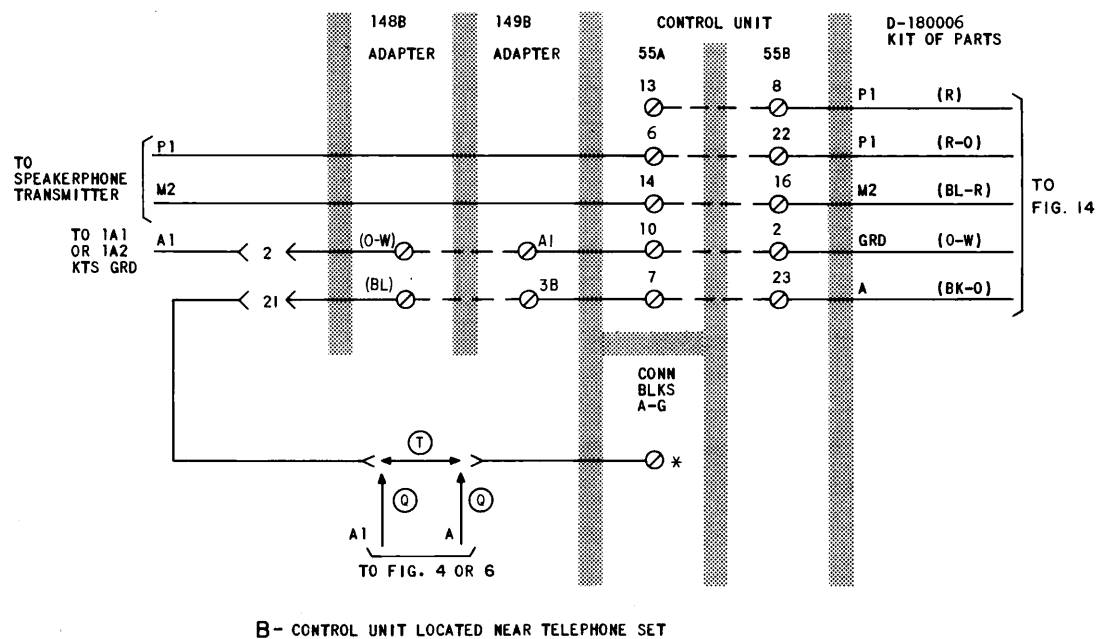 148B
ADAPTER
149B
ADAPTER
CONTROL UNIT
55A
55B
D-180006
KIT OF PARTS
13
8
P1
(R)
TO
SPEAKERPHONE
TRANSMITTER
P1
6
22
P1
(R-O)
M2
14
16
M2
(BL-R)
TO
FIG. 14
TO 1A1
OR 1A2
KTS GRD
A1
2
(O-W)
A1
10
2
GRD
(O-W)
21
(BL)
3B
7
23
A
(BK-O)
CONN
BLKS
A-G
T
*
Q
Q
A1
A
TO FIG. 4 OR 6
B- CONTROL UNIT LOCATED NEAR TELEPHONE SET